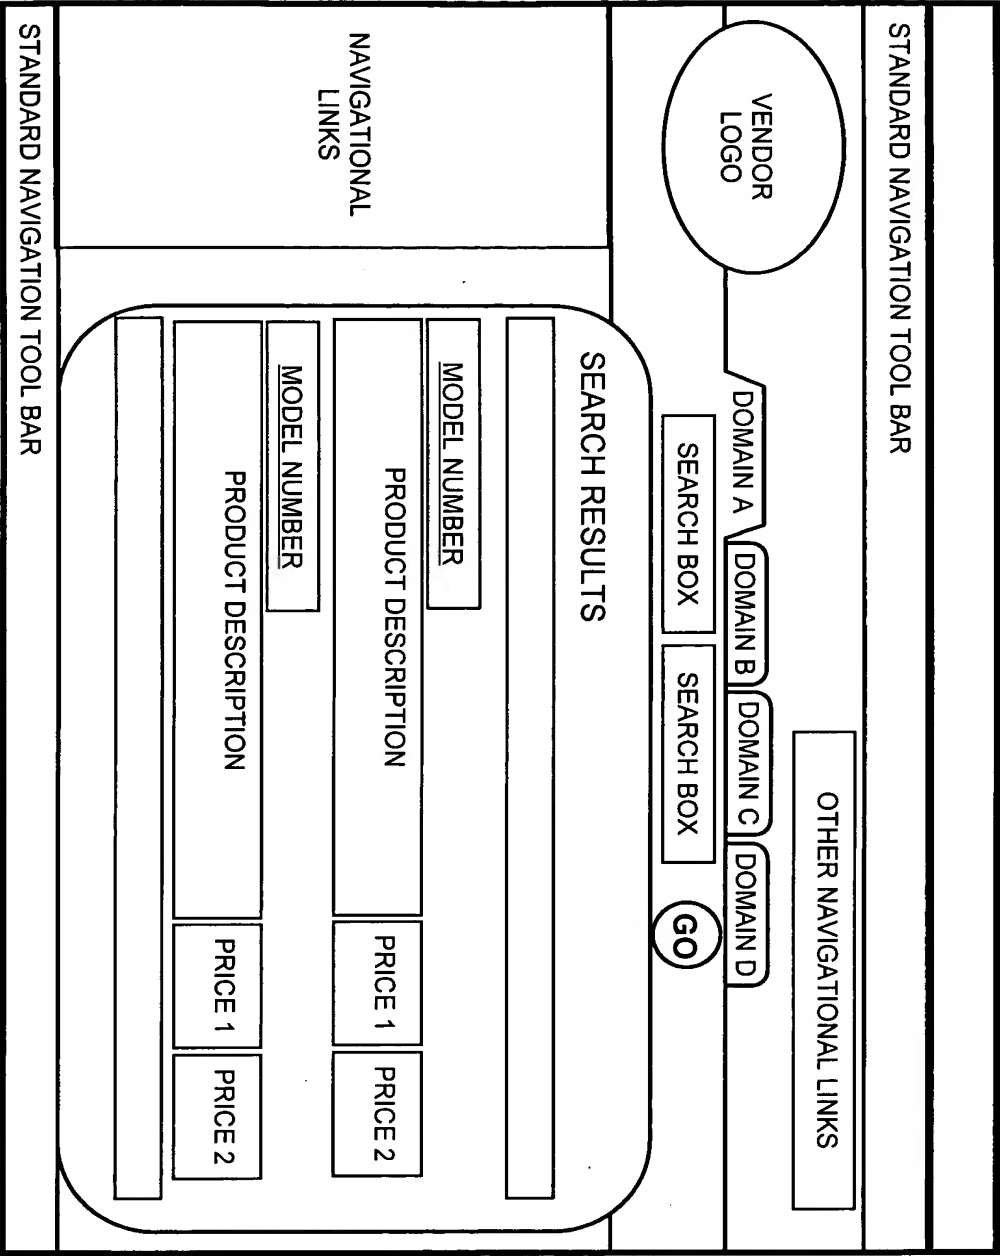 STANDARD NAVIGATION TOOL BAR
VENDOR
LOGO
OTHER NAVIGATIONAL LINKS
DOMAIN A
DOMAIN B
DOMAIN C
DOMAIN D
SEARCH BOX
SEARCH BOX
GO
NAVIGATIONAL
LINKS
SEARCH RESULTS
MODEL NUMBER
PRODUCT DESCRIPTION
PRICE 1
PRICE 2
MODEL NUMBER
PRODUCT DESCRIPTION
PRICE 1
PRICE 2
STANDARD NAVIGATION TOOL BAR